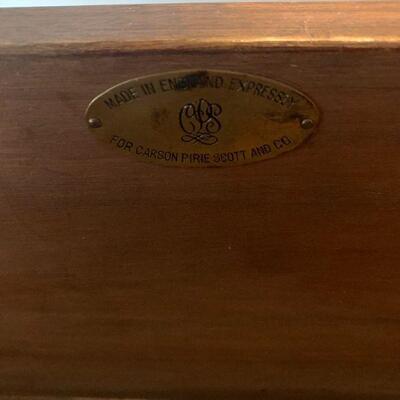 MADE IN ENGLAND EXPRESSLY
CPS
FOR CARSON PIRIE SCOTT AND CO.